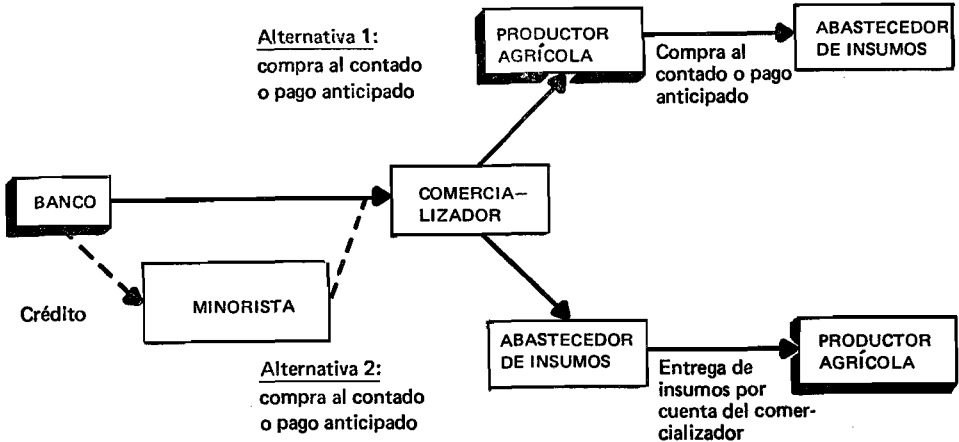 Alternativa 1:
compra al contado
o pago anticipado
PRODUCTOR
AGRÍCOLA
Compra al
contado o pago
anticipado
ABASTECEDOR
DE INSUMOS
BANCO
COMERCIA—
LIZADOR
Crédito
MINORISTA
Alternativa 2:
compra al contado
o pago anticipado
ABASTECEDOR
DE INSUMOS
Entrega de
insumos por
cuenta del comer-
cializador
PRODUCTOR
AGRÍCOLA